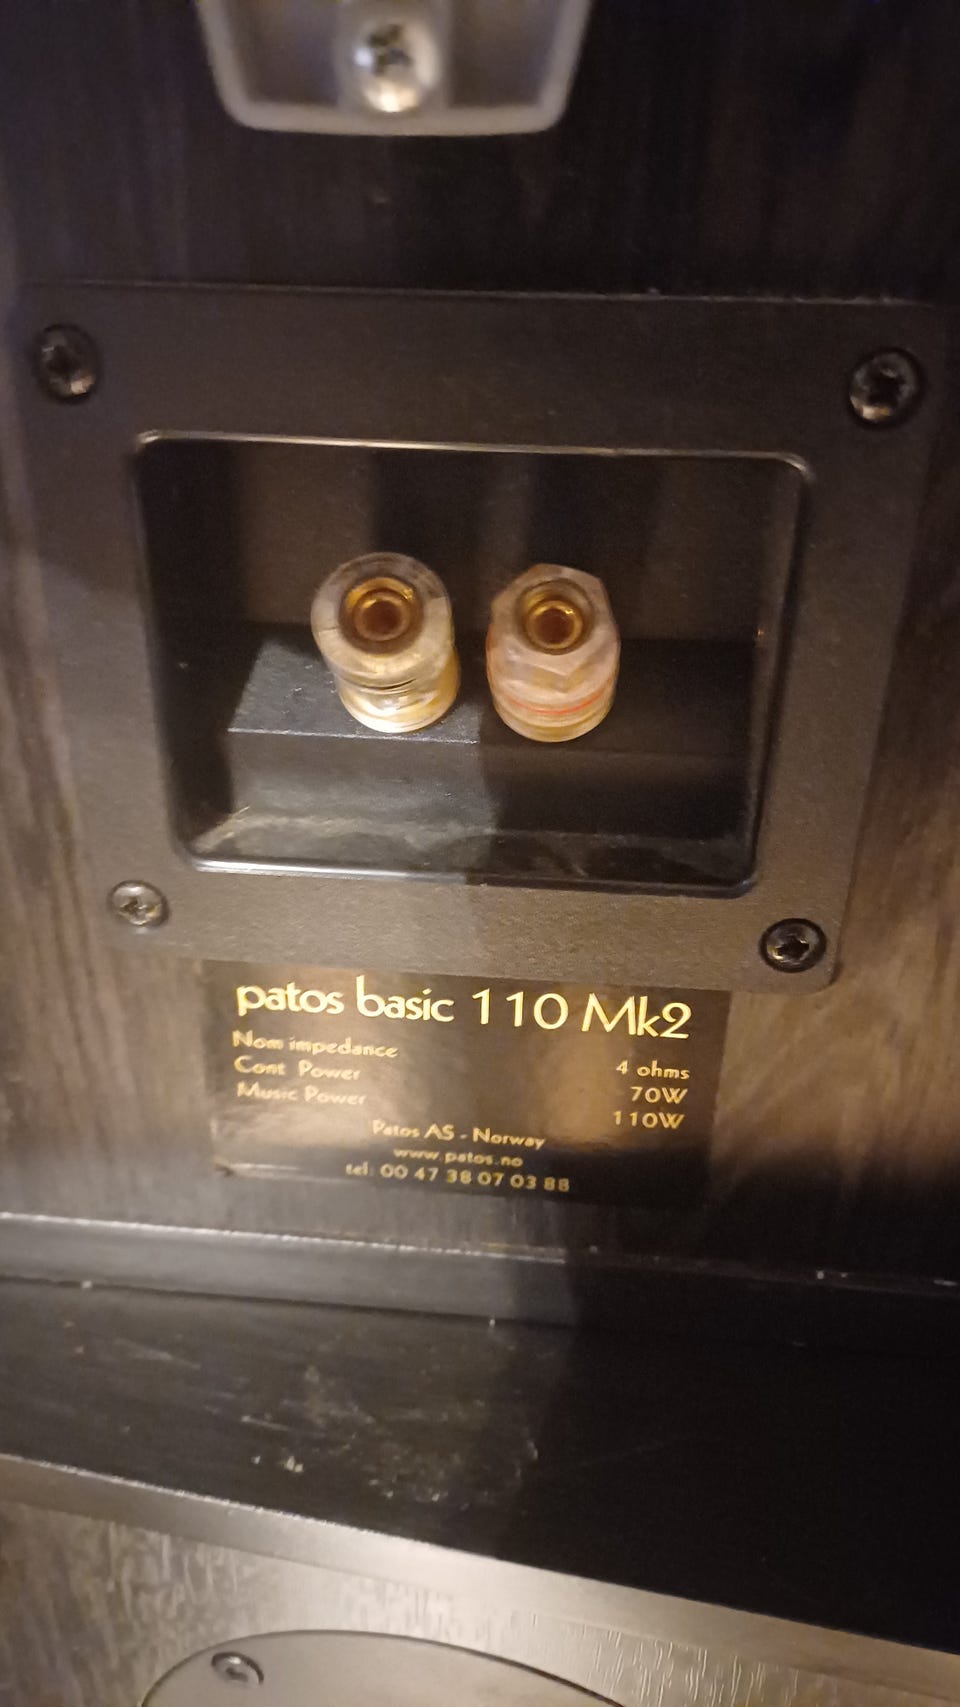 patos basic 110 Mk2
Nom impedance 4 ohms
Cont Power 70W
Music Power 110W
Patos AS - Norway
www.patos.no
tel: 00 47 38 07 03 88